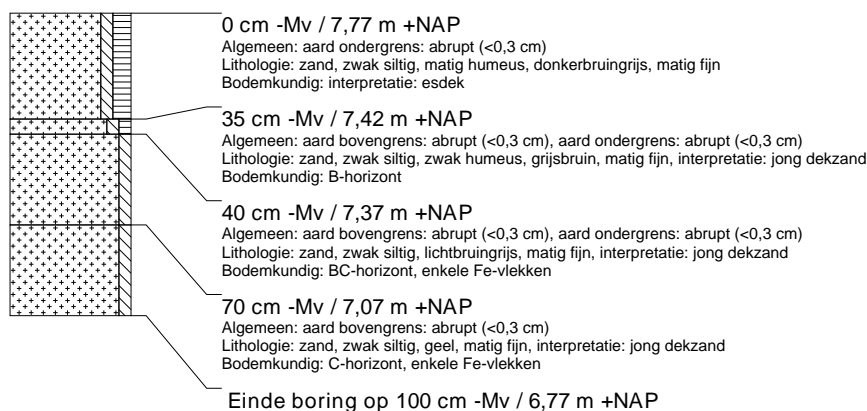 0 cm -Mv / 7,77 m +NAP
Algemeen: aard ondergrens: abrupt (<0,3 cm)
Lithologie: zand, zwak siltig, matig humeus, donkerbruingrijs, matig fijn
Bodemkundig: interpretatie: esdek
35 cm -Mv / 7,42 m +NAP
Algemeen: aard bovengrens: abrupt (<0,3 cm), aard ondergrens: abrupt (<0,3 cm)
Lithologie: zand, zwak siltig, zwak humeus, grijsbruin, matig fijn, interpretatie: jong dekzand
Bodemkundig: B-horizont
40 cm -Mv / 7,37 m +NAP
Algemeen: aard bovengrens: abrupt (<0,3 cm), aard ondergrens: abrupt (<0,3 cm)
Lithologie: zand, zwak siltig, lichtbruingrijs, matig fijn, interpretatie: jong dekzand
Bodemkundig: BC-horizont, enkele Fe-vlekken
70 cm -Mv / 7,07 m +NAP
Algemeen: aard bovengrens: abrupt (<0,3 cm)
Lithologie: zand, zwak siltig, geel, matig fijn, interpretatie: jong dekzand
Bodemkundig: C-horizont, enkele Fe-vlekken
Einde boring op 100 cm -Mv / 6,77 m +NAP